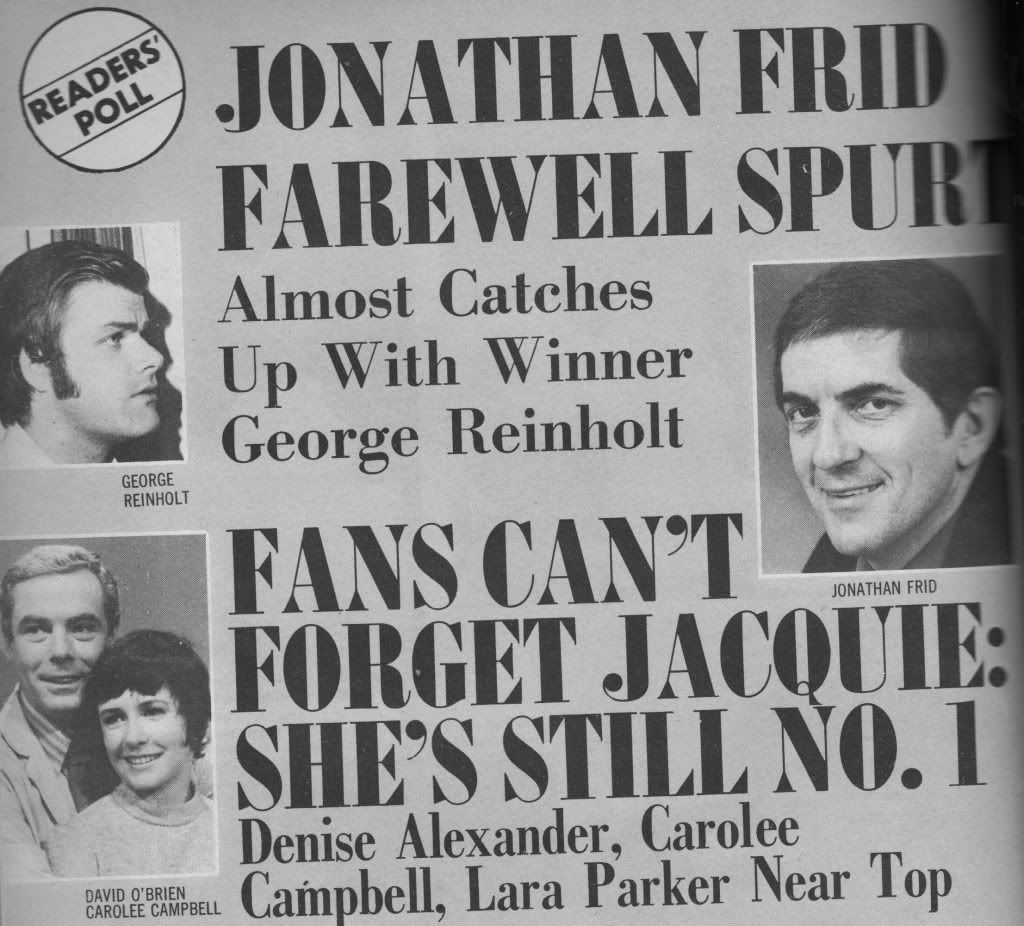 READERS'
POLL
JONATHAN FRID
FAREWELL SPURT
Almost Catches
Up With Winner
George Reinholt
GEORGE
REINHOLT
JONATHAN FRID
FANS CAN'T
FORGET JACQUIE:
SHE'S STILL NO. 1
Denise Alexander, Carolee
Campbell, Lara Parker Near Top
DAVID O'BRIEN
CAROLEE CAMPBELL